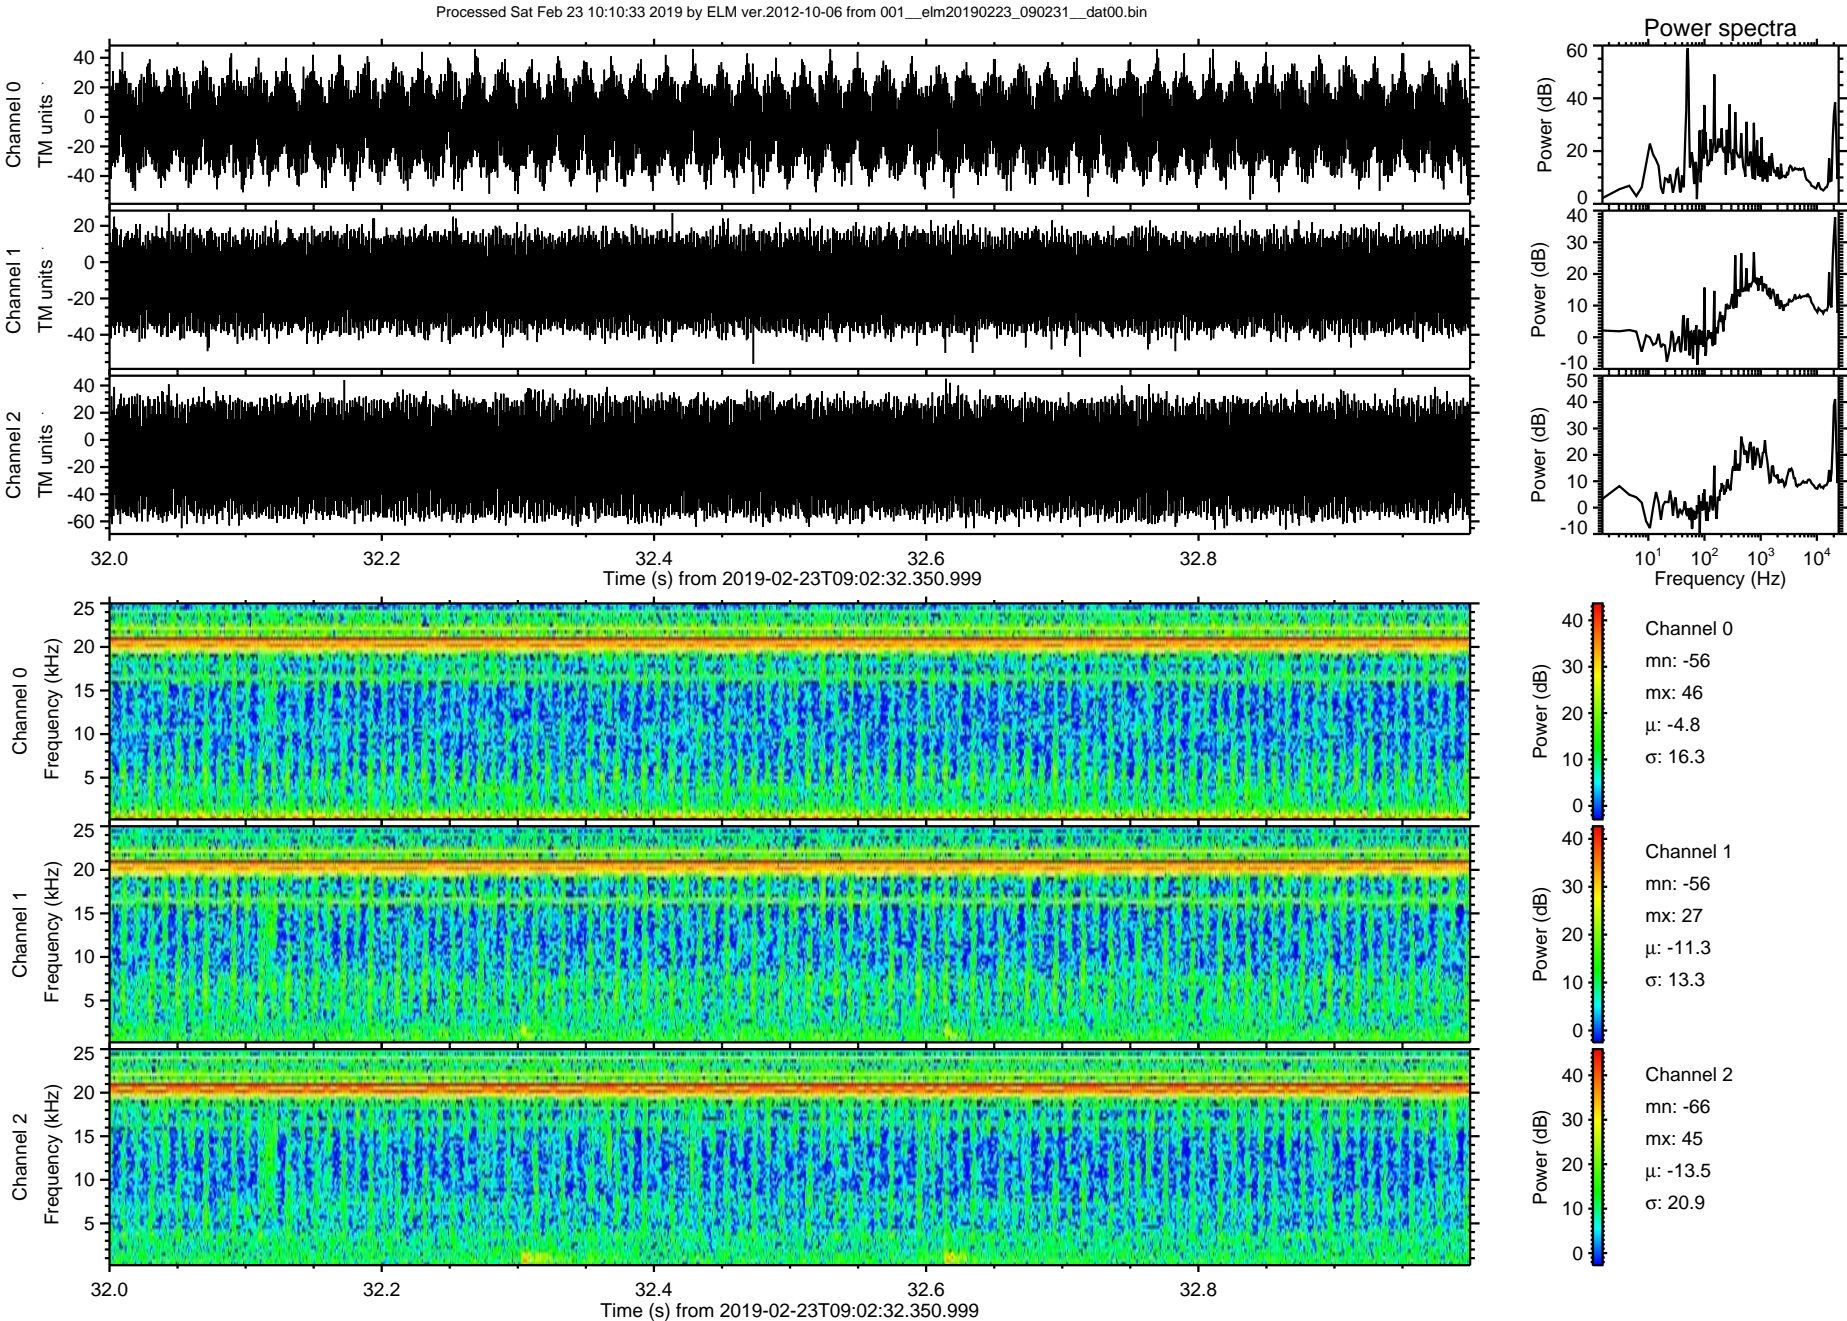 Processed Sat Feb 23 10:10:33 2019 by ELM ver.2012-10-06 from 001__elm20190223_090231__dat00.bin
Power spectra
Channel 0
TM units
40
20
0
-20
-40
Power (dB)
60
40
20
0
Channel 1
TM units
20
0
-20
-40
Power (dB)
40
30
20
10
0
-10
Channel 2
TM units
40
20
0
-20
-40
-60
Power (dB)
50
40
30
20
10
0
-10
32.0 32.2 32.4 32.6 32.8
Time (s) from 2019-02-23T09:02:32.350.999
10¹ 10² 10³ 10⁴
Frequency (Hz)
Channel 0
Frequency (kHz)
25
20
15
10
5
Power (dB)
40
30
20
10
0
Channel 0
mn: -56
mx: 46
μ: -4.8
σ: 16.3
Channel 1
Frequency (kHz)
25
20
15
10
5
Power (dB)
40
30
20
10
0
Channel 1
mn: -56
mx: 27
μ: -11.3
σ: 13.3
Channel 2
Frequency (kHz)
25
20
15
10
5
Power (dB)
40
30
20
10
0
Channel 2
mn: -66
mx: 45
μ: -13.5
σ: 20.9
32.0 32.2 32.4 32.6 32.8
Time (s) from 2019-02-23T09:02:32.350.999